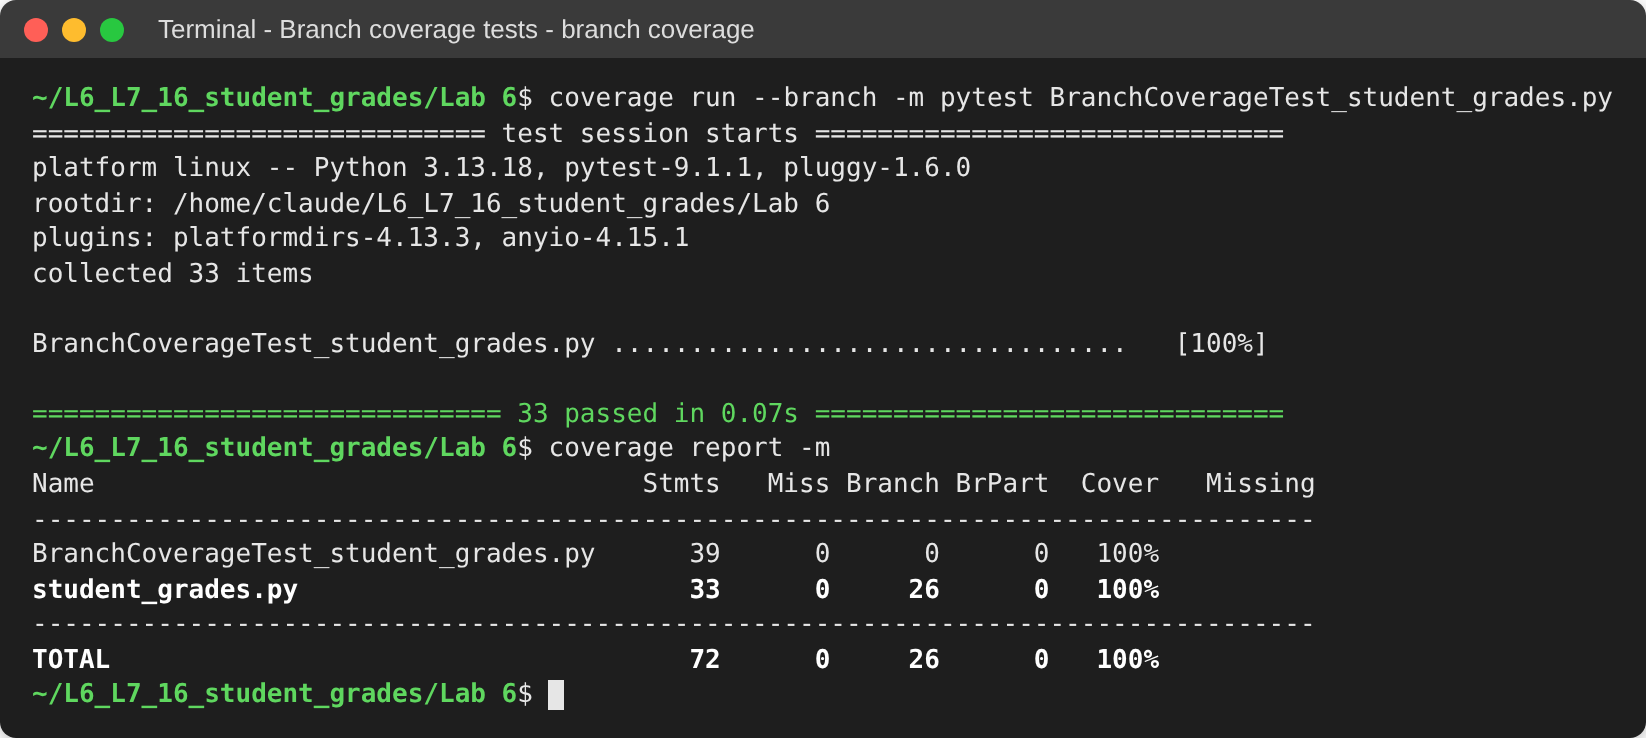 Terminal - Branch coverage tests - branch coverage
~/L6_L7_16_student_grades/Lab 6$ coverage run --branch -m pytest BranchCoverageTest_student_grades.py
============================= test session starts ==============================
platform linux -- Python 3.13.18, pytest-9.1.1, pluggy-1.6.0
rootdir: /home/claude/L6_L7_16_student_grades/Lab 6
plugins: platformdirs-4.13.3, anyio-4.15.1
collected 33 items
BranchCoverageTest_student_grades.py .................................   [100%]
============================== 33 passed in 0.07s ==============================
~/L6_L7_16_student_grades/Lab 6$ coverage report -m
Name                                   Stmts   Miss Branch BrPart  Cover   Missing
----------------------------------------------------------------------------------
BranchCoverageTest_student_grades.py      39      0      0      0   100%
student_grades.py                         33      0     26      0   100%
----------------------------------------------------------------------------------
TOTAL                                     72      0     26      0   100%
~/L6_L7_16_student_grades/Lab 6$